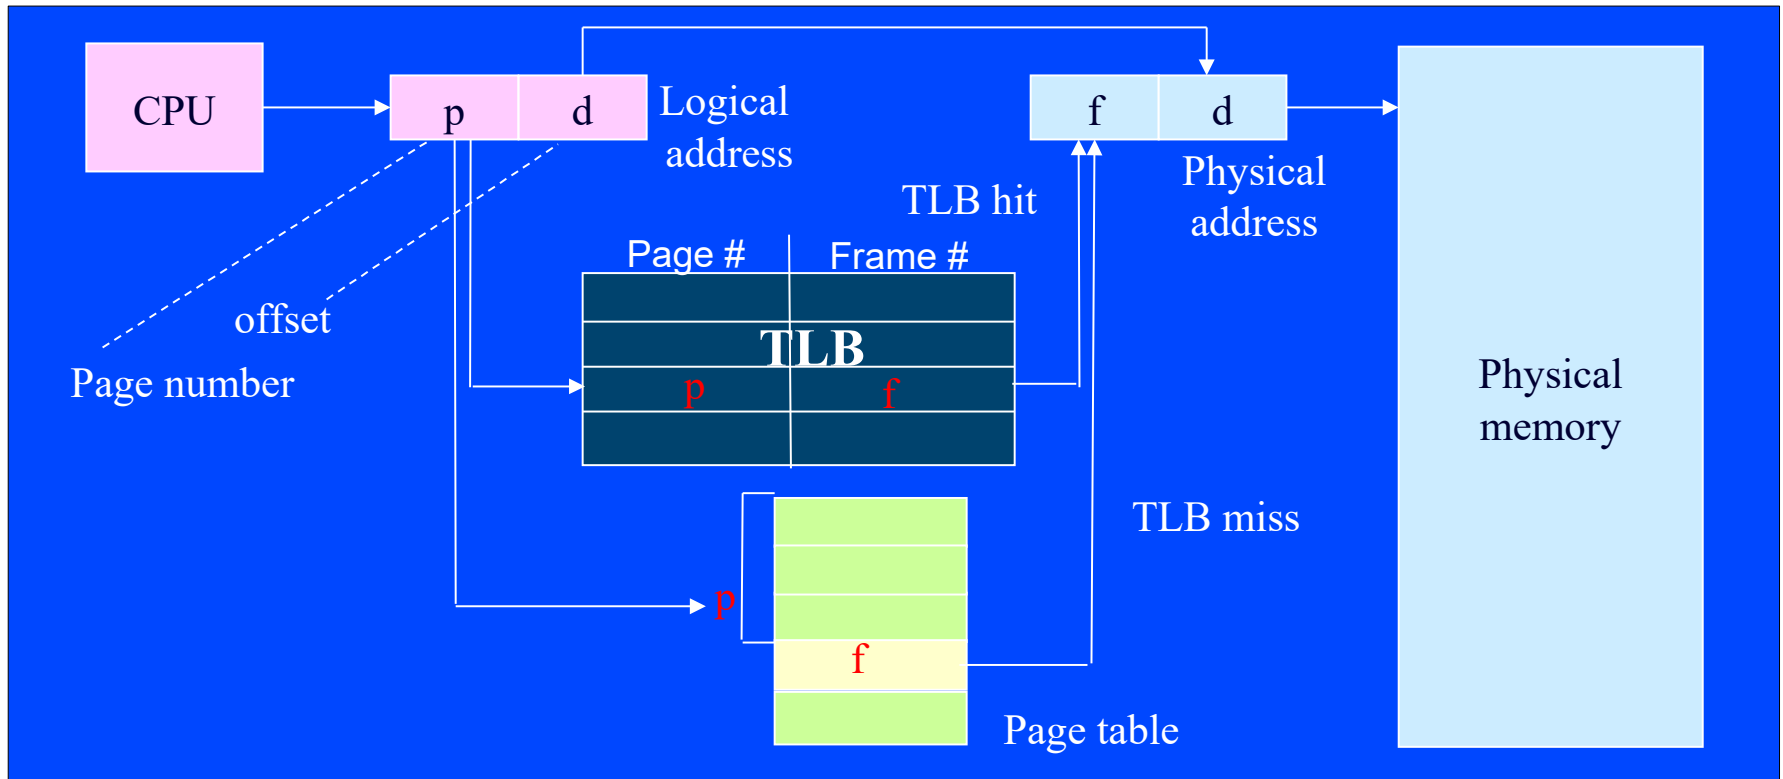 CPU
p
d
Logical
address
f
d
Physical
address
TLB hit
Page #
Frame #
offset
TLB
Page number
p
f
Physical
memory
TLB miss
p
f
Page table